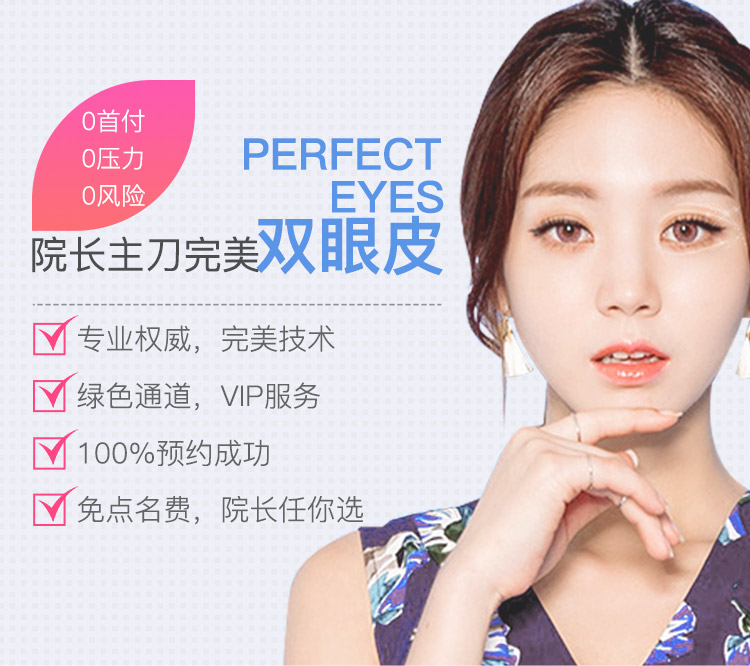 0首付
0压力
0风险
PERFECT
EYES
院长主刀完美双眼皮
专业权威，完美技术
绿色通道，VIP服务
100%预约成功
免点名费，院长任你选